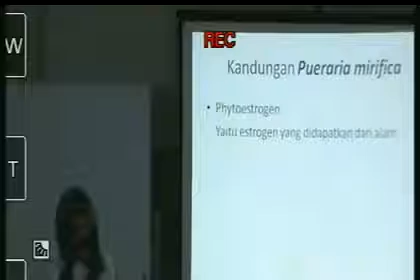 REC
W
Kandungan Pueraria mirifica
• Phytoestrogen
Yaitu estrogen yang didapatkan dari alam
T